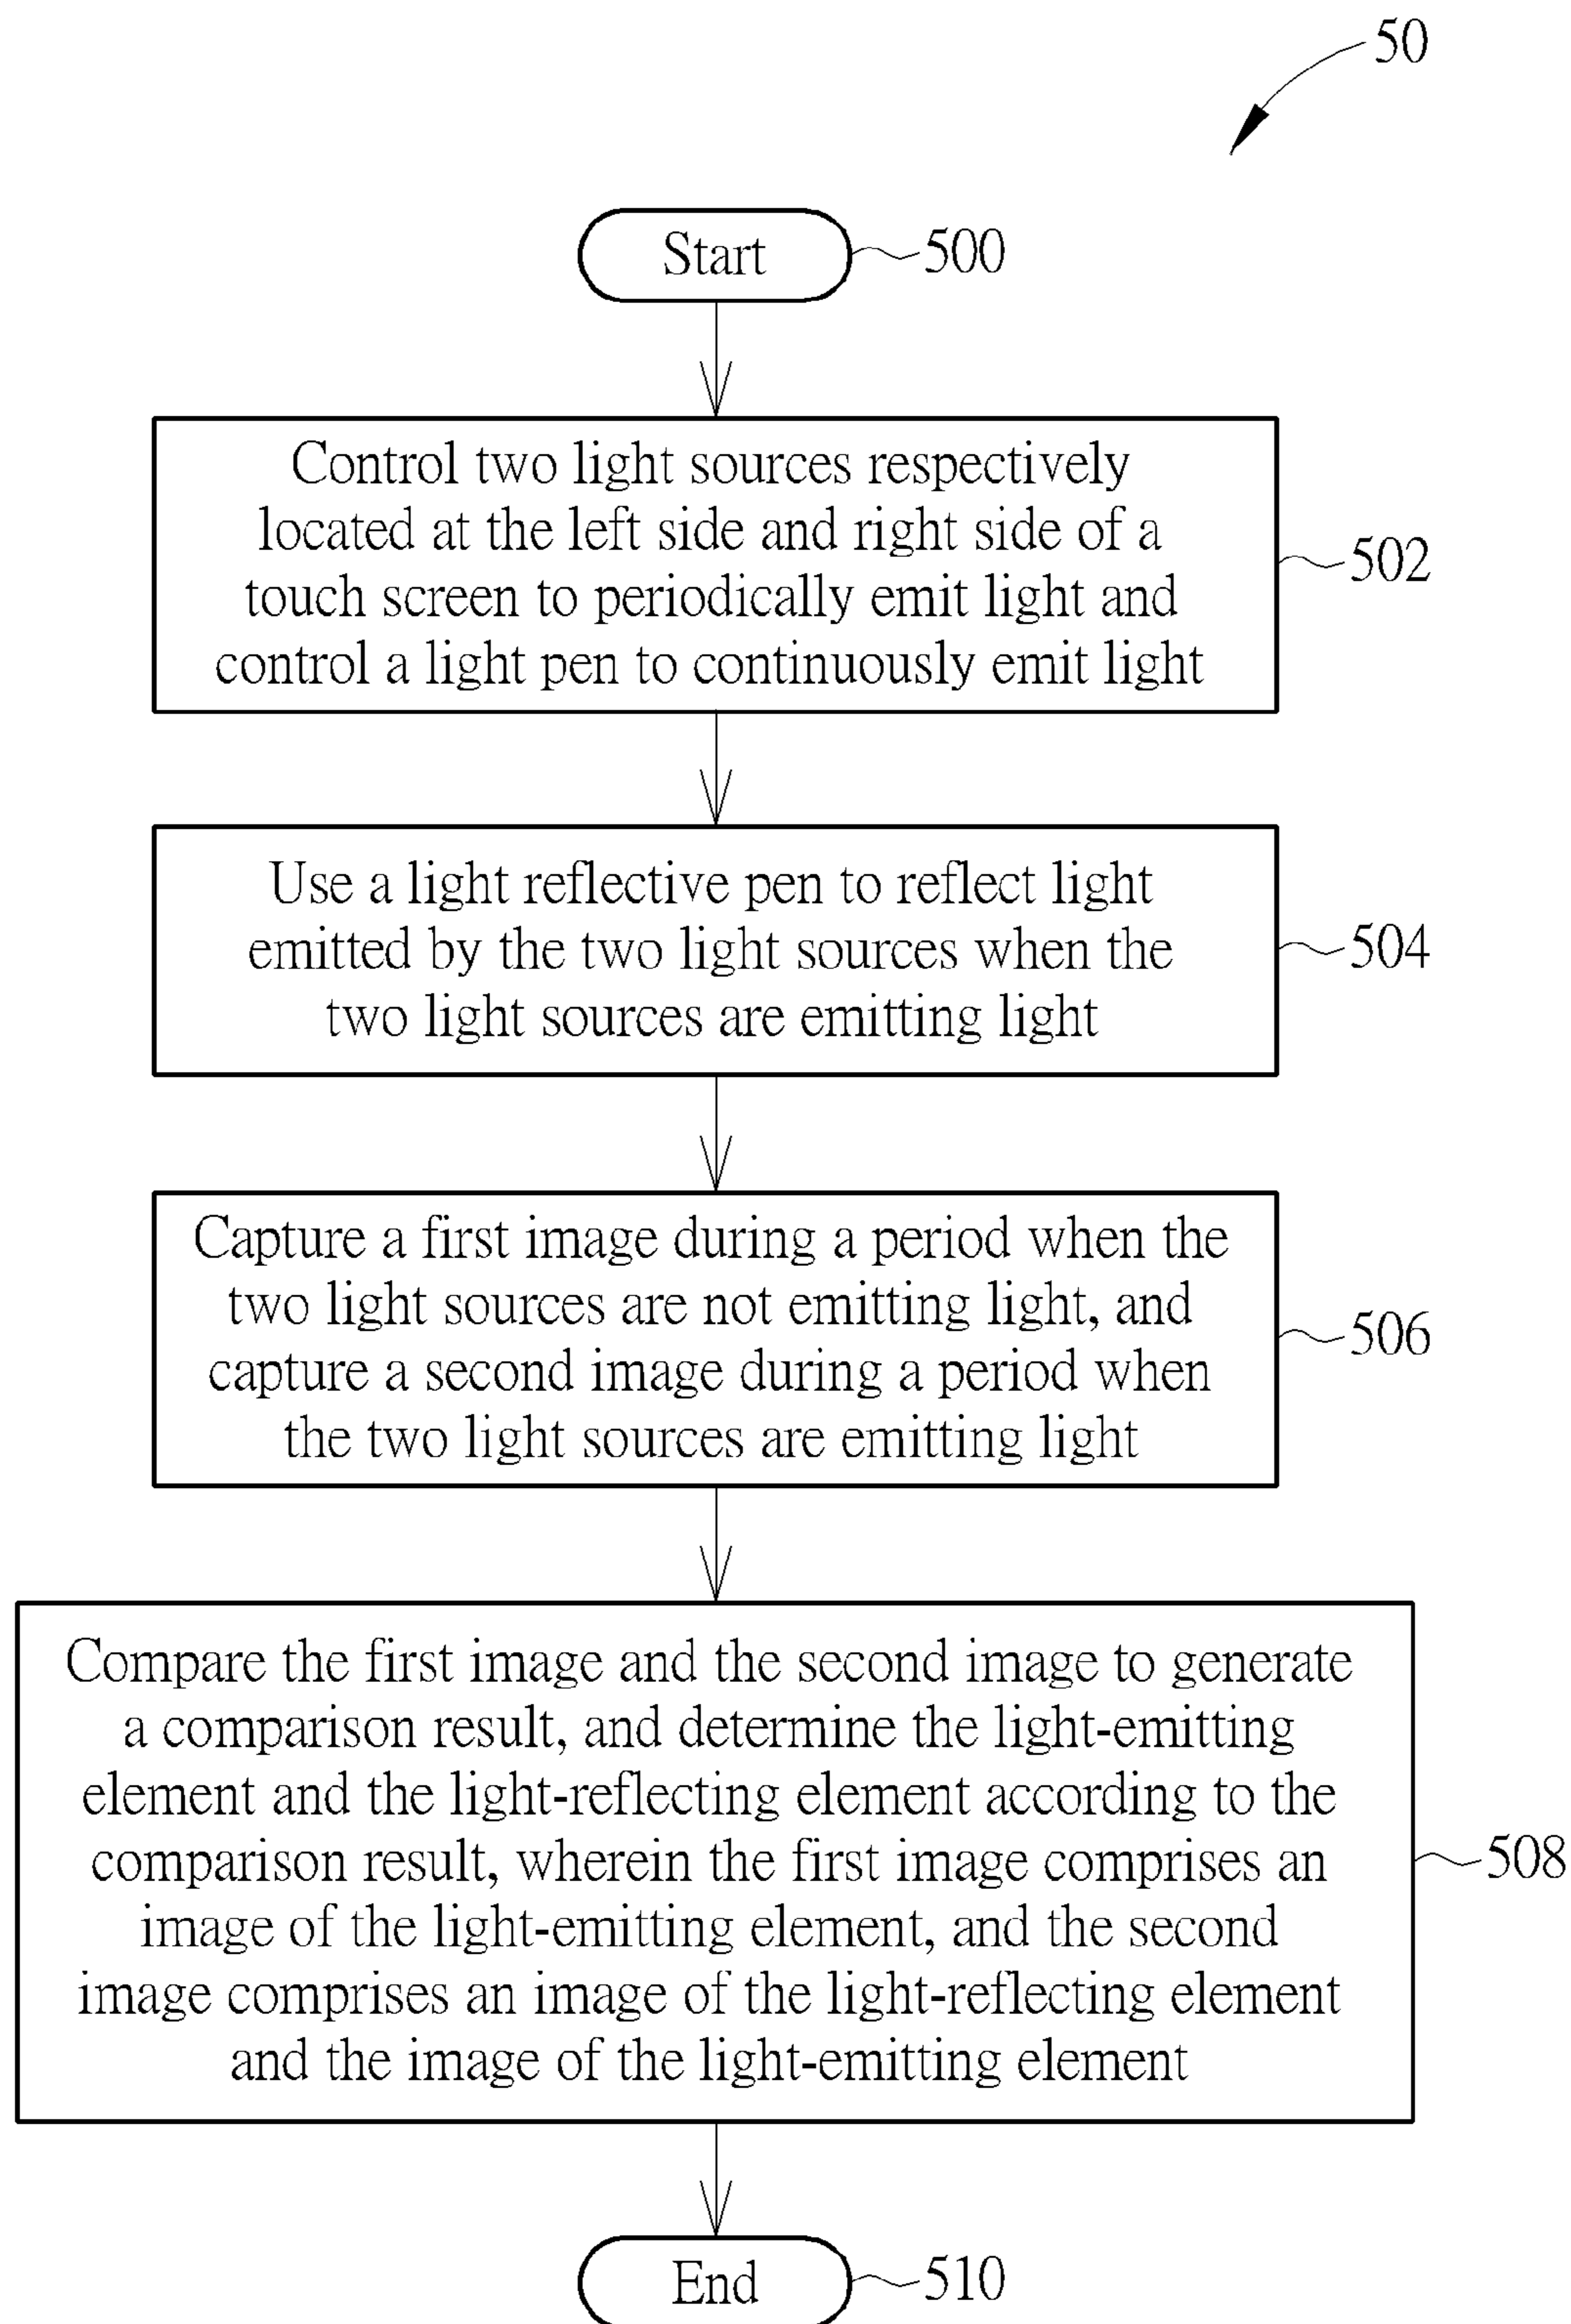 50
Start
500
Control two light sources respectively
located at the left side and right side of a
touch screen to periodically emit light and
control a light pen to continuously emit light
502
Use a light reflective pen to reflect light
emitted by the two light sources when the
two light sources are emitting light
504
Capture a first image during a period when the
two light sources are not emitting light, and
capture a second image during a period when
the two light sources are emitting light
506
Compare the first image and the second image to generate
a comparison result, and determine the light-emitting
element and the light-reflecting element according to the
comparison result, wherein the first image comprises an
image of the light-emitting element, and the second
image comprises an image of the light-reflecting element
and the image of the light-emitting element
508
End
510